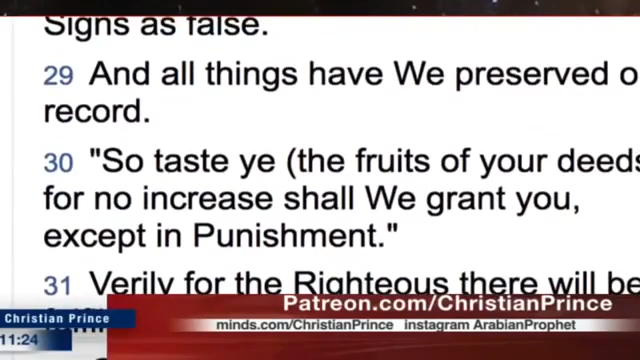 Signs as false.
29 And all things have We preserved o
record.
30 "So taste ye (the fruits of your deeds
for no increase shall We grant you,
except in Punishment."
31 Verily for the Righteous there will be
Patreon.com/ChristianPrince
Christian Prince
minds.com/ChristianPrince instagram ArabianProphet
11:24